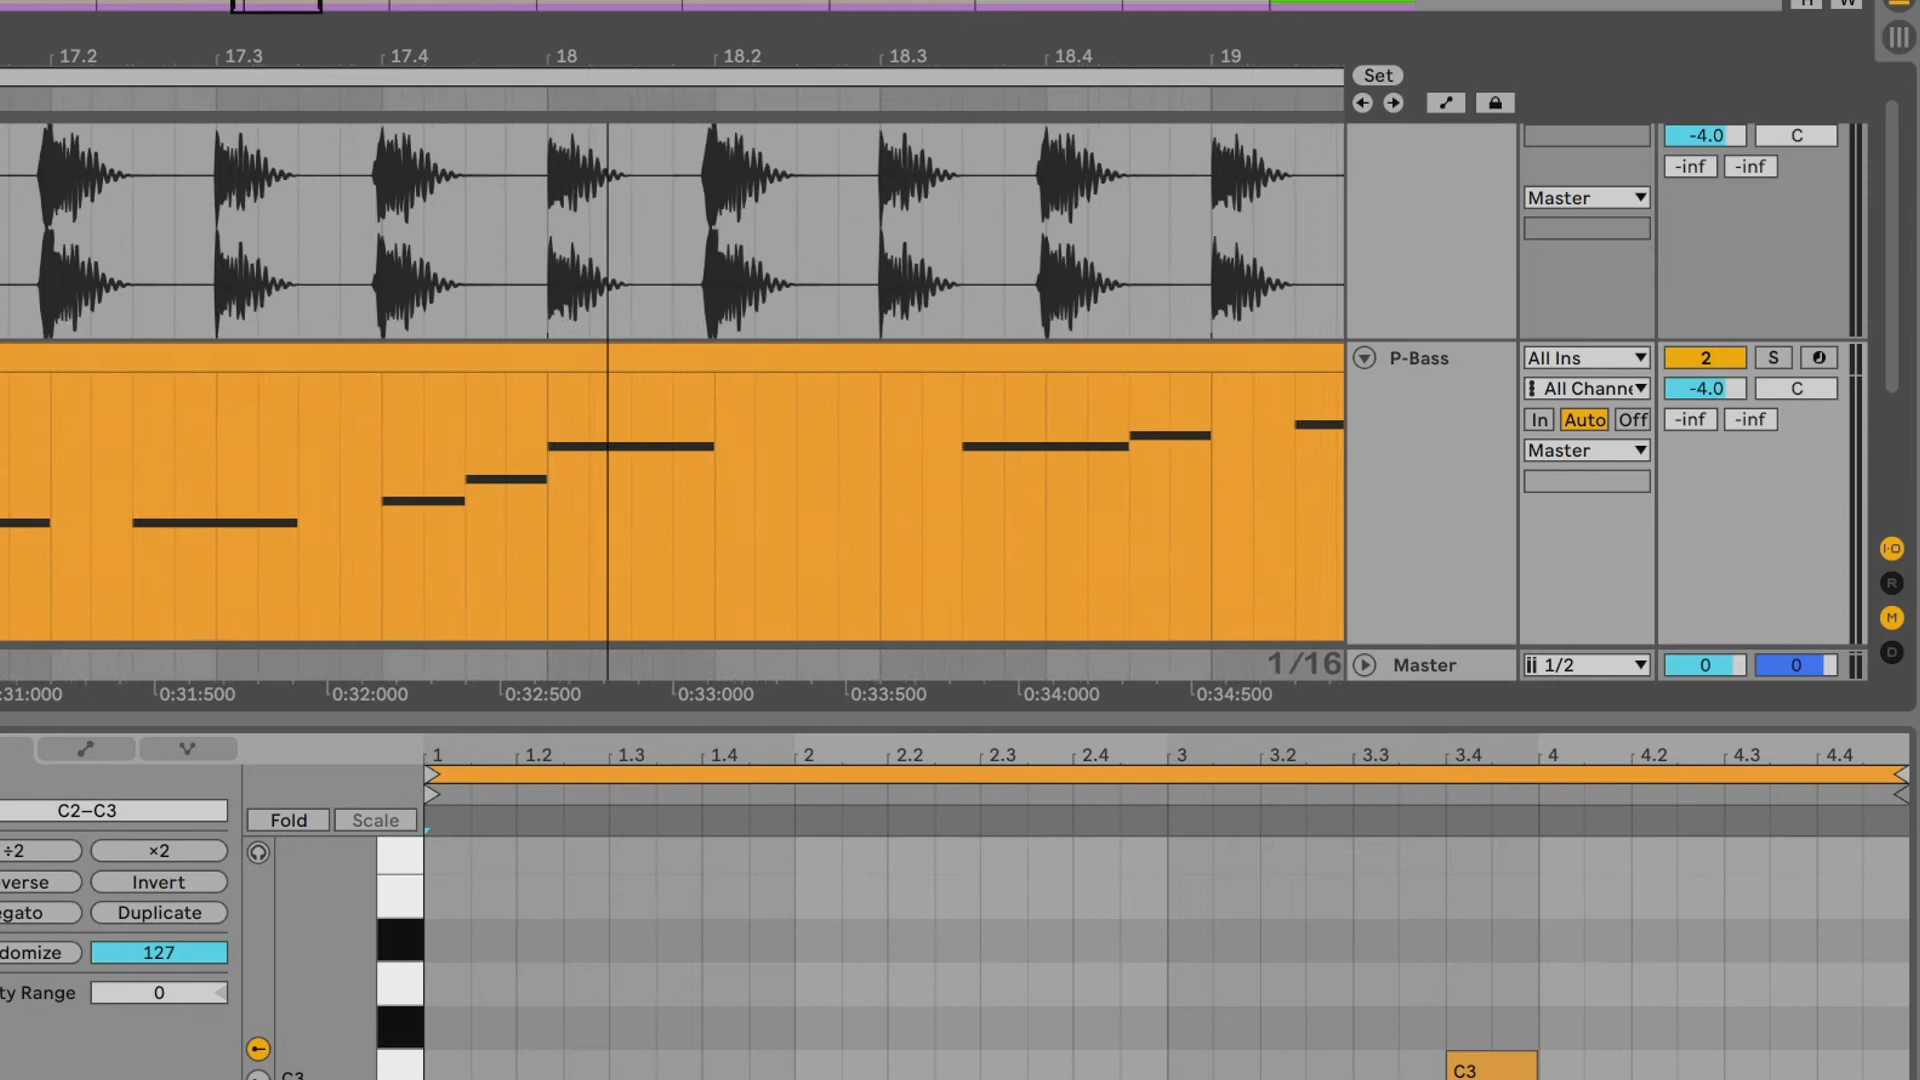 H W
17.2 17.3 17.4 18 18.2 18.3 18.4 19
Set
-4.0 C
-inf -inf
Master
P-Bass All Ins 2 S
All Channe -4.0 C
In Auto Off -inf -inf
Master
I·O
R
M
D
1/16 Master 1/2 0 0
:31:000 0:31:500 0:32:000 0:32:500 0:33:000 0:33:500 0:34:000 0:34:500
1 1.2 1.3 1.4 2 2.2 2.3 2.4 3 3.2 3.3 3.4 4 4.2 4.3 4.4
C2–C3
Fold Scale
÷2 ×2
verse Invert
egato Duplicate
domize 127
ty Range 0
C3 C3